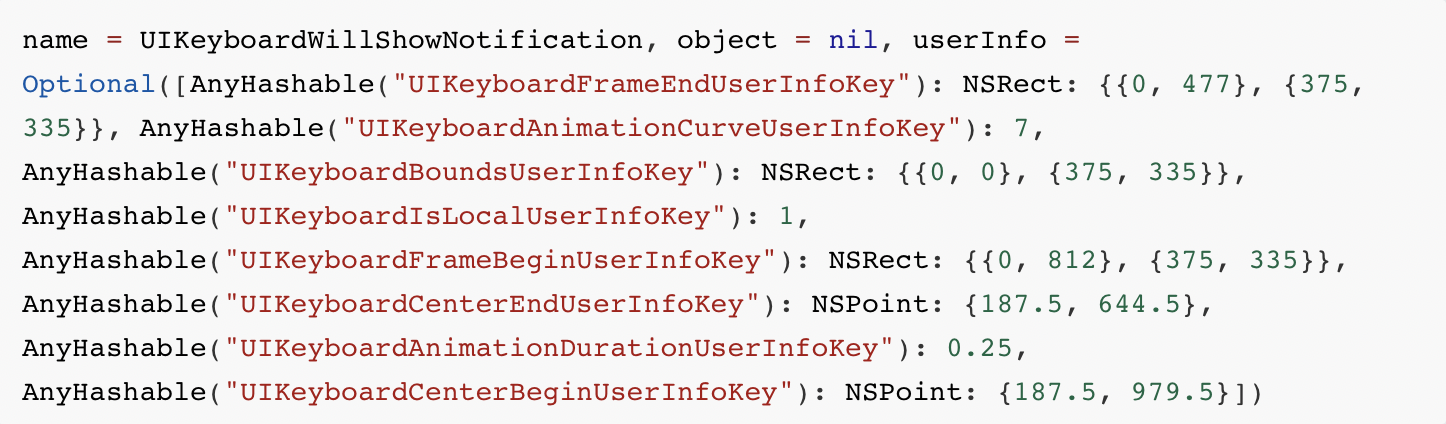 name = UIKeyboardWillShowNotification, object = nil, userInfo =
Optional([AnyHashable("UIKeyboardFrameEndUserInfoKey"): NSRect: {{0, 477}, {375,
335}}, AnyHashable("UIKeyboardAnimationCurveUserInfoKey"): 7,
AnyHashable("UIKeyboardBoundsUserInfoKey"): NSRect: {{0, 0}, {375, 335}},
AnyHashable("UIKeyboardIsLocalUserInfoKey"): 1,
AnyHashable("UIKeyboardFrameBeginUserInfoKey"): NSRect: {{0, 812}, {375, 335}},
AnyHashable("UIKeyboardCenterEndUserInfoKey"): NSPoint: {187.5, 644.5},
AnyHashable("UIKeyboardAnimationDurationUserInfoKey"): 0.25,
AnyHashable("UIKeyboardCenterBeginUserInfoKey"): NSPoint: {187.5, 979.5}])